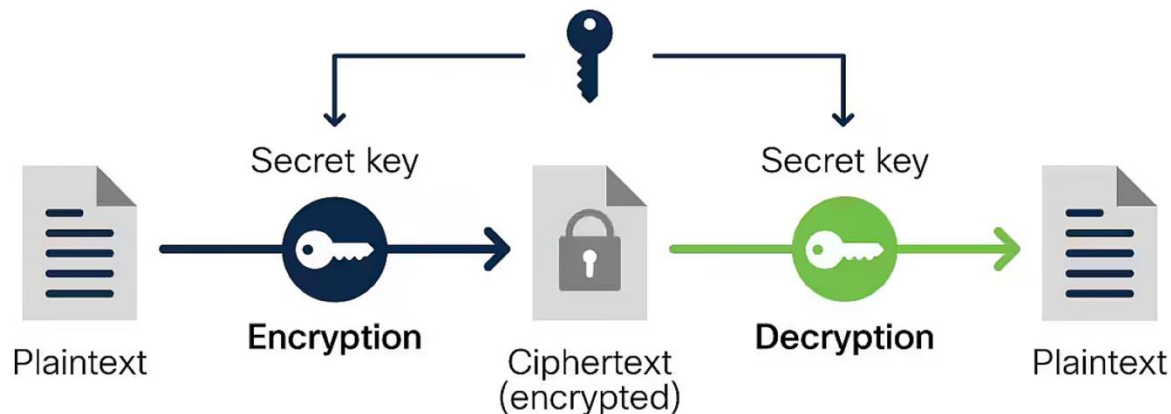 Secret key
Secret key
Encryption
Decryption
Plaintext
Ciphertext
(encrypted)
Plaintext